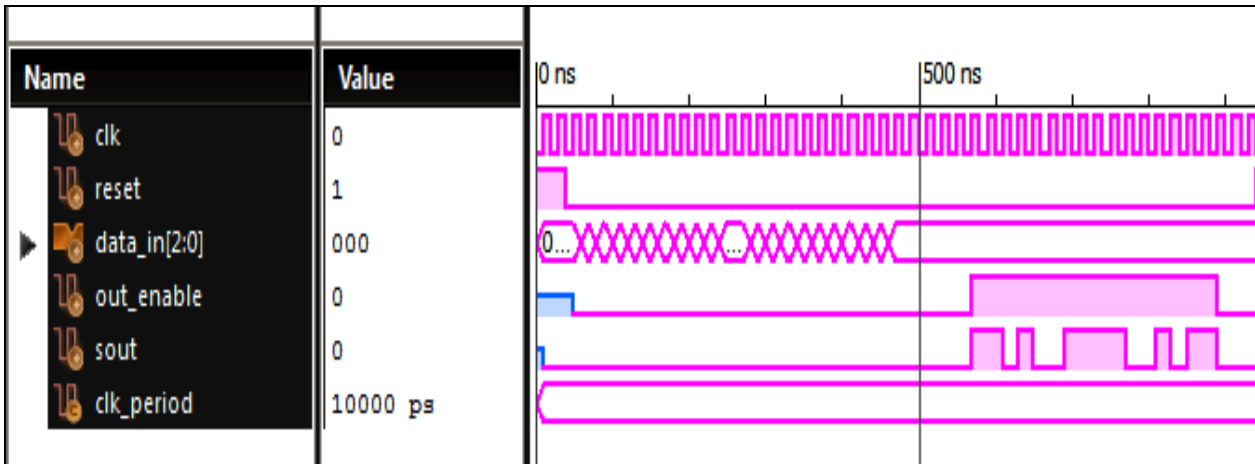 Name Value 0 ns 500 ns
clk 0
reset 1
data_in[2:0] 000 0... ...
out_enable 0
sout 0
clk_period 10000 ps